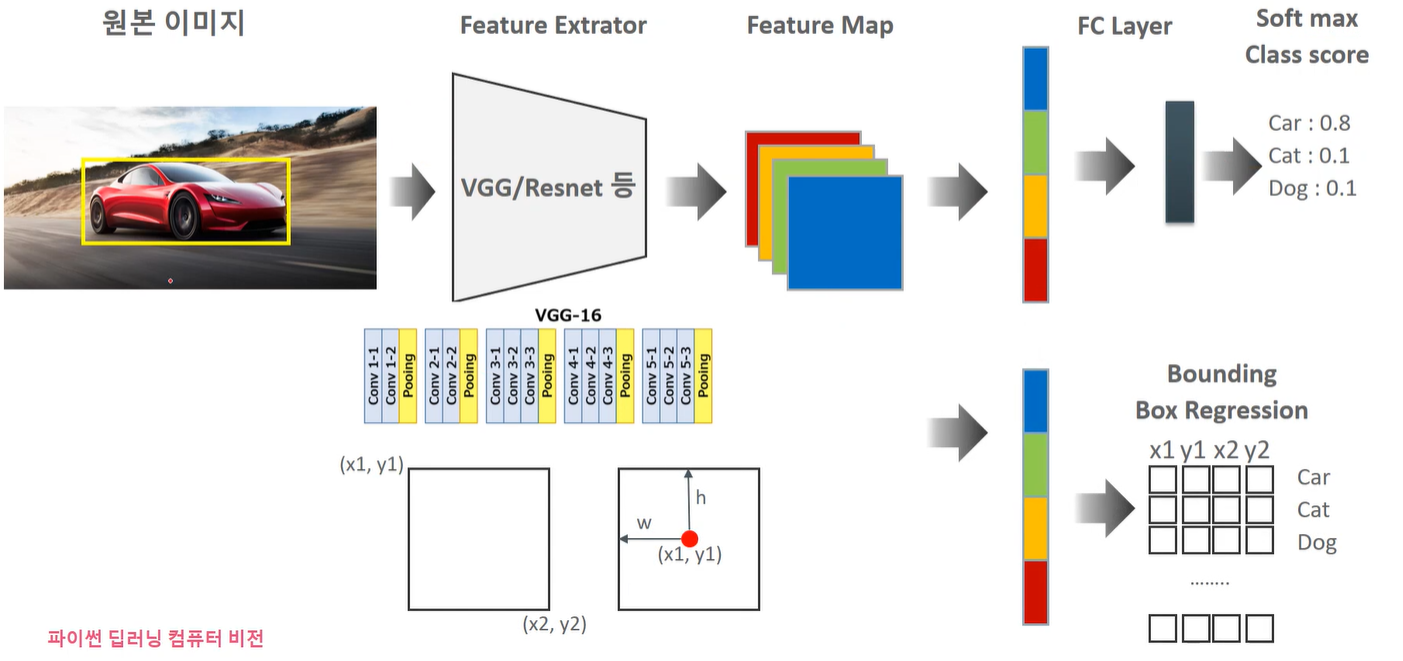 원본 이미지
Feature Extrator
Feature Map
FC Layer
Soft max
Class score
VGG/Resnet 등
Car : 0.8
Cat : 0.1
Dog : 0.1
VGG-16
Conv 1-1
Conv 1-2
Pooing
Conv 2-1
Conv 2-2
Pooing
Conv 3-1
Conv 3-2
Conv 3-3
Pooing
Conv 4-1
Conv 4-2
Conv 4-3
Pooing
Conv 5-1
Conv 5-2
Conv 5-3
Pooing
Bounding
Box Regression
x1 y1 x2 y2
Car
Cat
Dog
........
(x1, y1)
(x2, y2)
h
w
(x1, y1)
파이썬 딥러닝 컴퓨터 비전